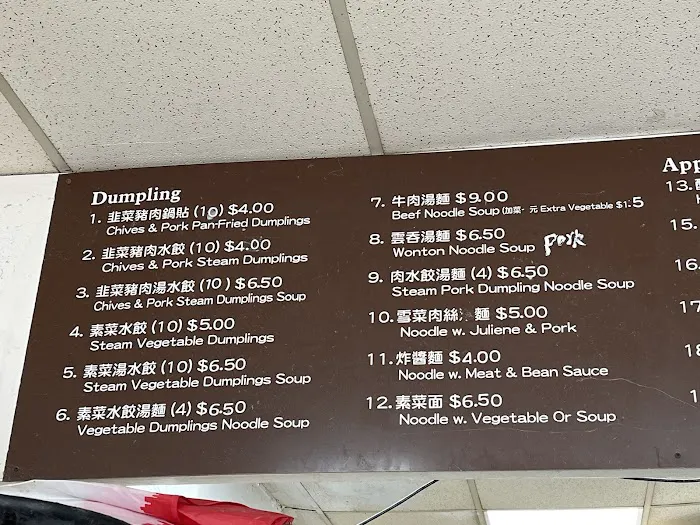 Dumpling
1. 韭菜豬肉鍋貼 (10) $4.00
Chives & Pork Pan-Fried Dumplings
2. 韭菜豬肉水餃 (10) $4.00
Chives & Pork Steam Dumplings
3. 韭菜豬肉湯水餃 (10) $6.50
Chives & Pork Steam Dumplings Soup
4. 素菜水餃 (10) $5.00
Steam Vegetable Dumplings
5. 素菜湯水餃 (10) $6.50
Steam Vegetable Dumplings Soup
6. 素菜水餃湯麵 (4) $6.50
Vegetable Dumplings Noodle Soup
7. 牛肉湯麵 $9.00
Beef Noodle Soup (加菜· 元 Extra Vegetable $1.5
8. 雲吞湯麵 $6.50
Wonton Noodle Soup Pork
9. 肉水餃湯麵 (4) $6.50
Steam Pork Dumpling Noodle Soup
10. 雪菜肉絲 麵 $5.00
Noodle w. Juliene & Pork
11. 炸醬麵 $4.00
Noodle w. Meat & Bean Sauce
12. 素菜面 $6.50
Noodle w. Vegetable Or Soup
App
13.
15.
16.
17
18